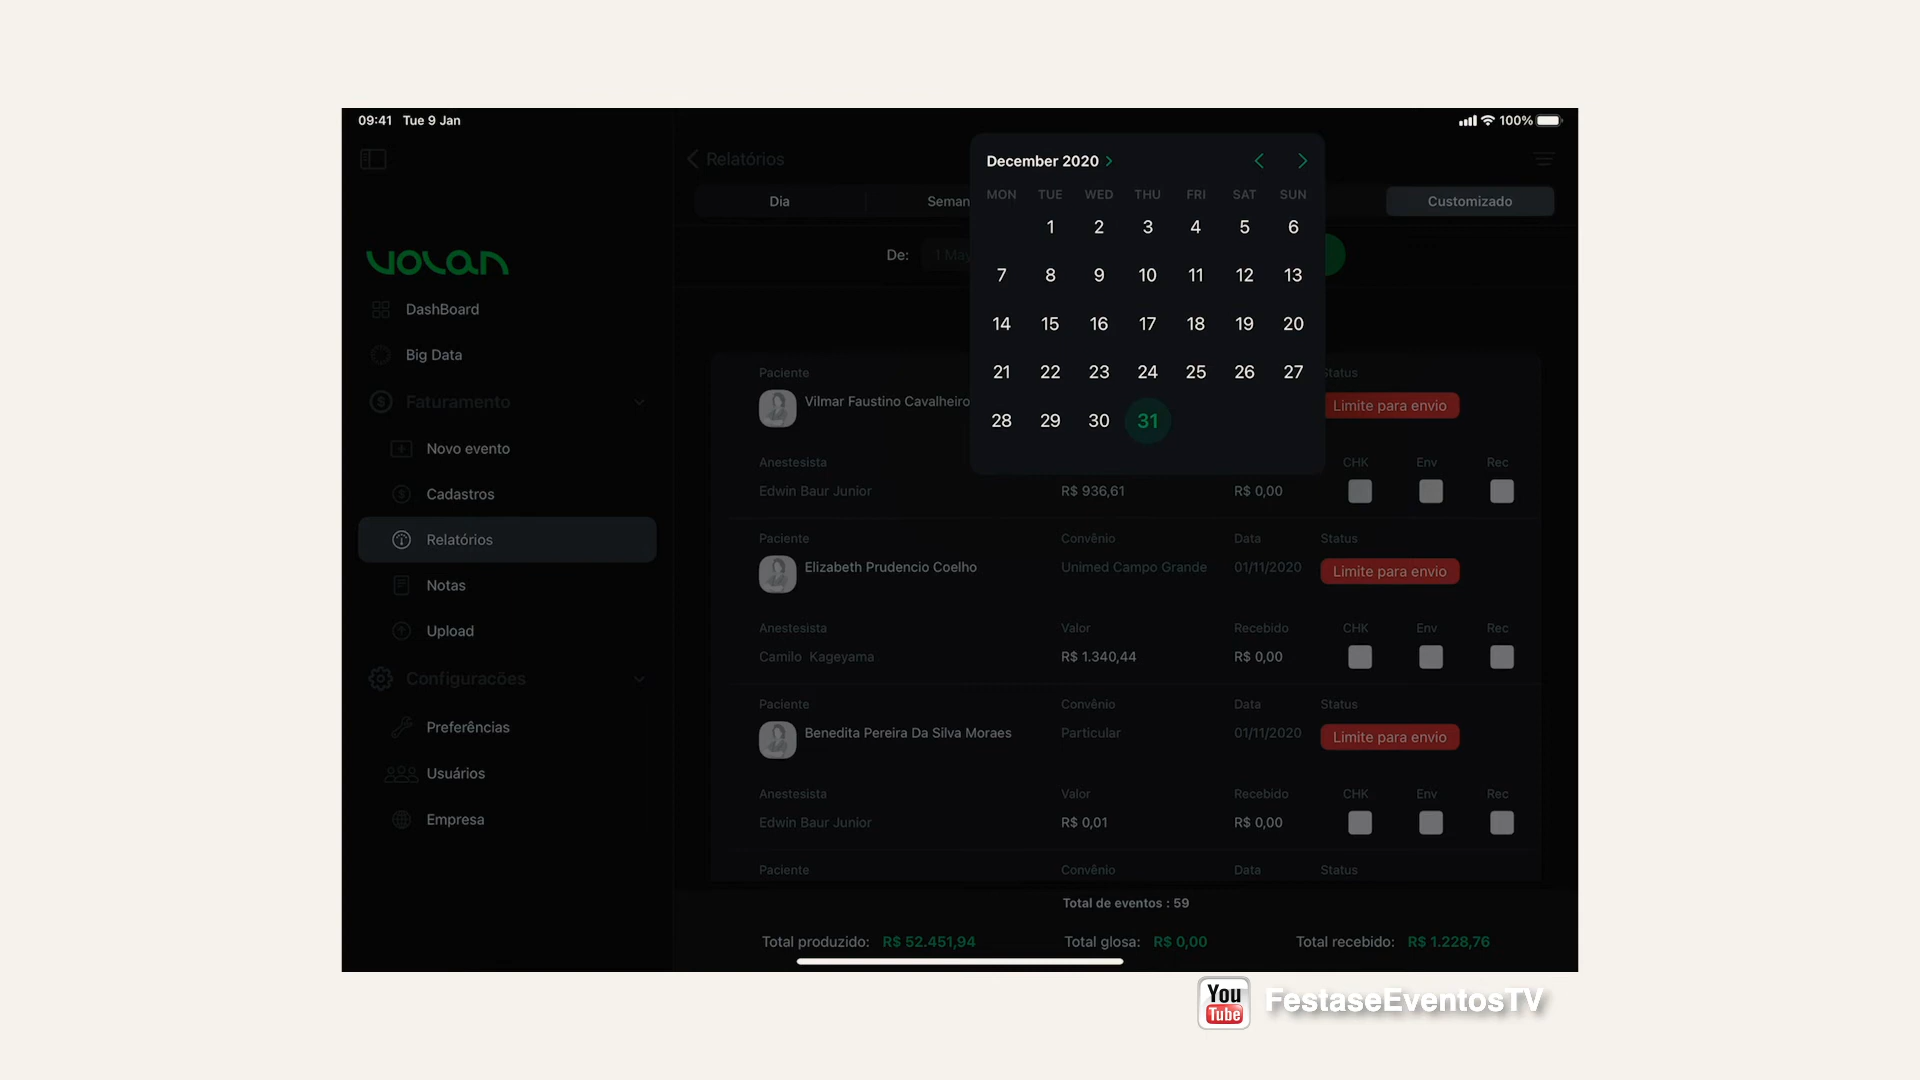 09:41 Tue 9 Jan
100%
volan
DashBoard
Big Data
Faturamento
Novo evento
Cadastros
Relatórios
Notas
Upload
Configuracões
Preferências
Usuários
Empresa
Relatórios
Dia
Seman
Customizado
De: 1 May
December 2020
MON TUE WED THU FRI SAT SUN
1 2 3 4 5 6
7 8 9 10 11 12 13
14 15 16 17 18 19 20
21 22 23 24 25 26 27
28 29 30 31
Paciente Status
Vilmar Faustino Cavalheiro Limite para envio
Anestesista CHK Env Rec
Edwin Baur Junior R$ 936,61 R$ 0,00
Paciente Convênio Data Status
Elizabeth Prudencio Coelho Unimed Campo Grande 01/11/2020 Limite para envio
Anestesista Valor Recebido CHK Env Rec
Camilo Kageyama R$ 1.340,44 R$ 0,00
Paciente Convênio Data Status
Benedita Pereira Da Silva Moraes Particular 01/11/2020 Limite para envio
Anestesista Valor Recebido CHK Env Rec
Edwin Baur Junior R$ 0,01 R$ 0,00
Paciente Convênio Data Status
Total de eventos : 59
Total produzido: R$ 52.451,94 Total glosa: R$ 0,00 Total recebido: R$ 1.228,76
You Tube FestaseEventosTV